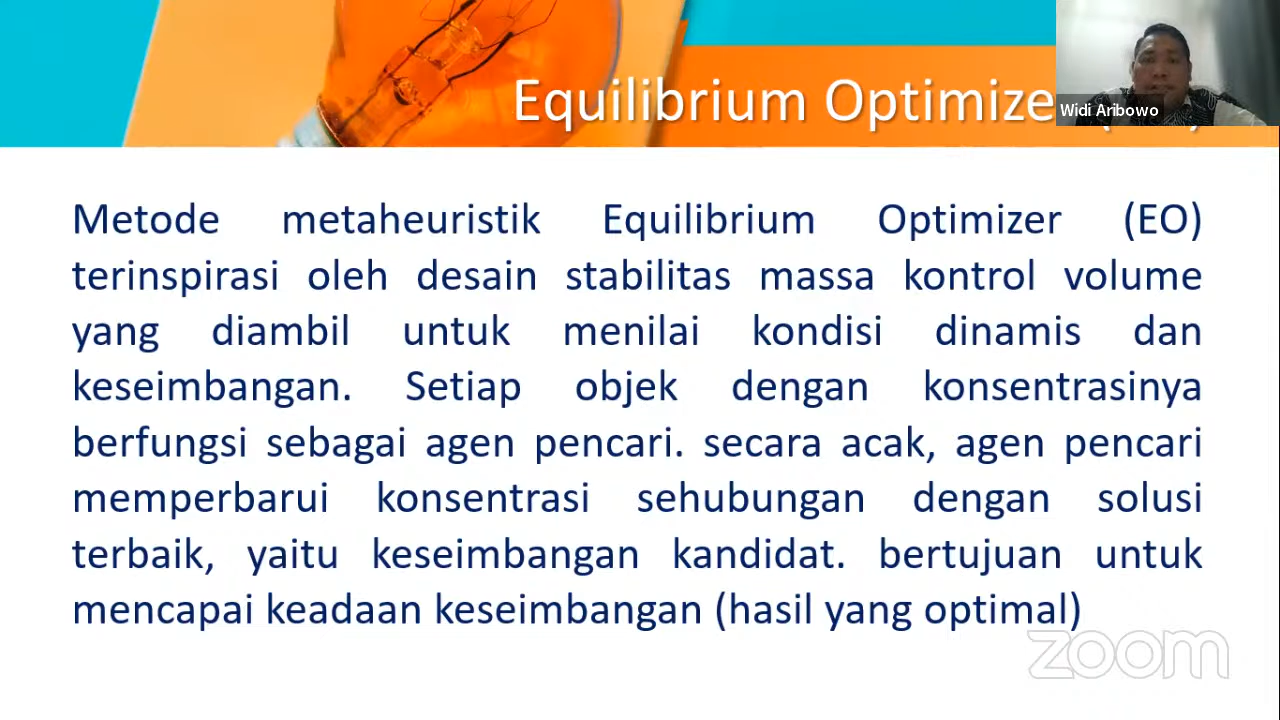 Equilibrium Optimize
Widi Aribowo
Metode metaheuristik Equilibrium Optimizer (EO)
terinspirasi oleh desain stabilitas massa kontrol volume
yang diambil untuk menilai kondisi dinamis dan
keseimbangan. Setiap objek dengan konsentrasinya
berfungsi sebagai agen pencari. secara acak, agen pencari
memperbarui konsentrasi sehubungan dengan solusi
terbaik, yaitu keseimbangan kandidat. bertujuan untuk
mencapai keadaan keseimbangan (hasil yang optimal)
zoom